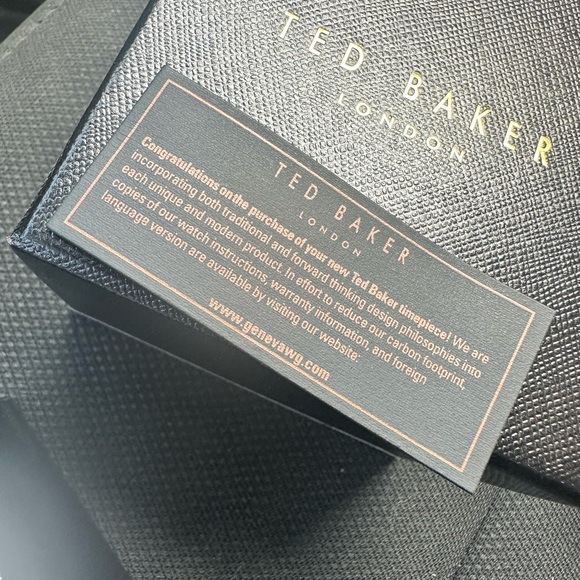 TED BAKER
LONDON
TED BAKER
LONDON
Congratulations on the purchase of your new Ted Baker timepiece! We are
incorporating both traditional and forward thinking design philosophies into
each unique and modern product. In effort to reduce our carbon footprint,
copies of our watch instructions, warranty information, and foreign
language version are available by visiting our website:
www.genevawg.com